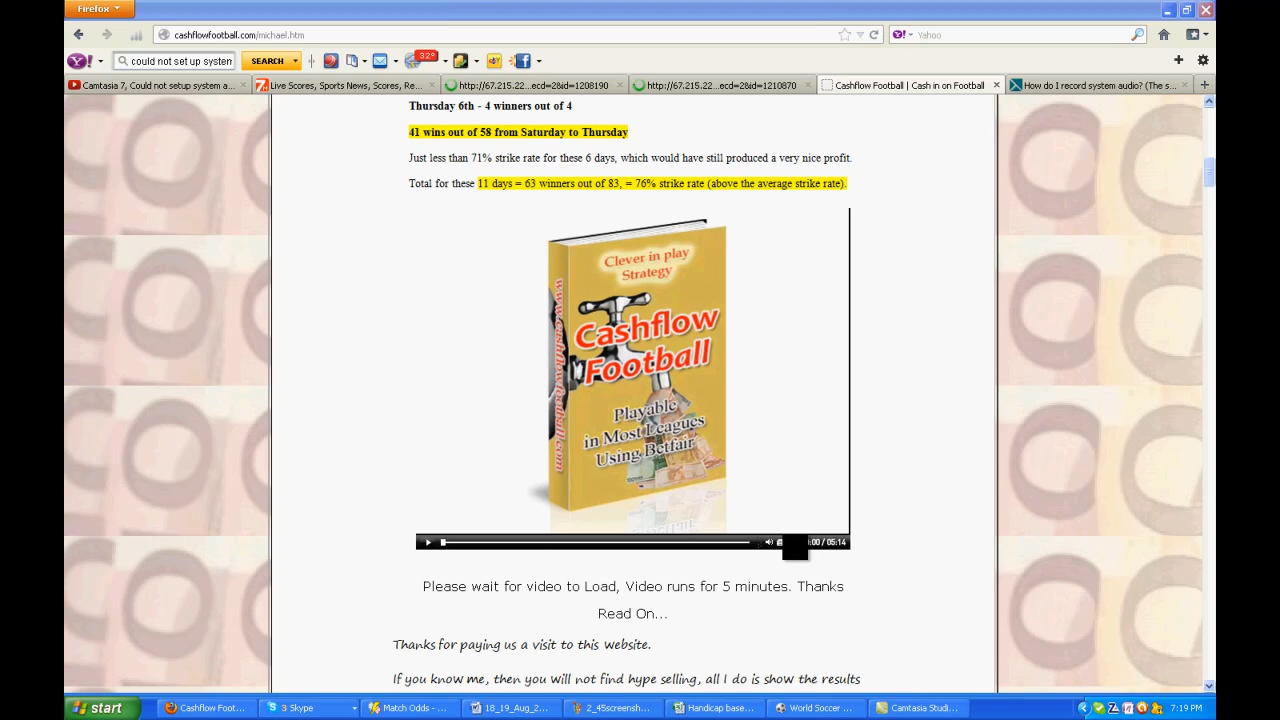 Firefox
cashflowfootball.com/michael.htm
Yahoo
could not set up system
SEARCH
32°
Camtasia 7, Could not setup system a...
Live Scores, Sports News, Scores, Re...
http://67.215.22...ecd=2&id=1208190
http://67.215.22...ecd=2&id=1210870
Cashflow Football | Cash in on Football
How do I record system audio? (The s...
Thursday 6th - 4 winners out of 4
41 wins out of 58 from Saturday to Thursday
Just less than 71% strike rate for these 6 days, which would have still produced a very nice profit.
Total for these 11 days = 63 winners out of 83, = 76% strike rate (above the average strike rate).
Clever in play
Strategy
www.cashflowfootball.com
Cashflow
Football
Playable
in Most Leagues
Using Betfair
:00 / 05:14
Please wait for video to Load, Video runs for 5 minutes. Thanks
Read On...
Thanks for paying us a visit to this website.
If you know me, then you will not find hype selling, all I do is show the results
start
Cashflow Foot...
3 Skype
Match Odds - ...
18_19_Aug_2...
2_45screensh...
Handicap base...
World Soccer ...
Camtasia Studi...
7:19 PM